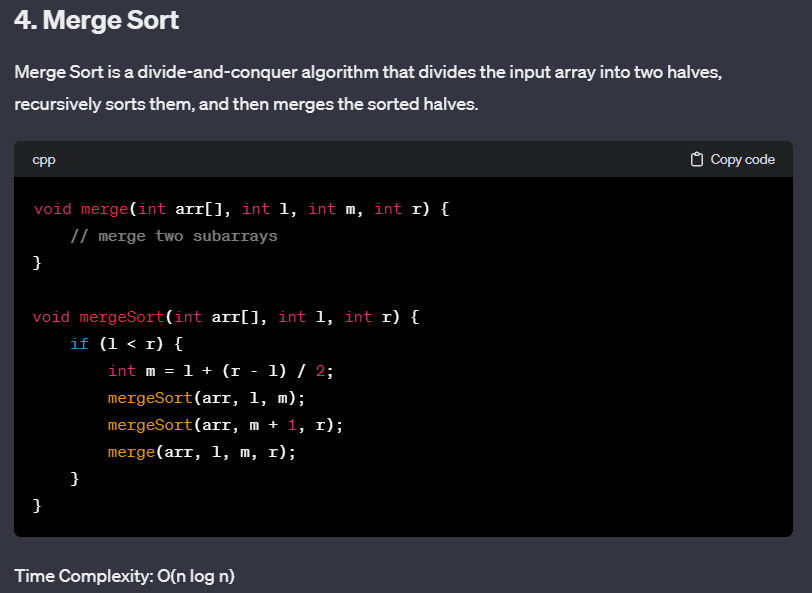 4. Merge Sort
Merge Sort is a divide-and-conquer algorithm that divides the input array into two halves,
recursively sorts them, and then merges the sorted halves.
cpp
Copy code
void merge(int arr[], int l, int m, int r) {
    // merge two subarrays
}
void mergeSort(int arr[], int l, int r) {
    if (l < r) {
        int m = l + (r - l) / 2;
        mergeSort(arr, l, m);
        mergeSort(arr, m + 1, r);
        merge(arr, l, m, r);
    }
}
Time Complexity: O(n log n)